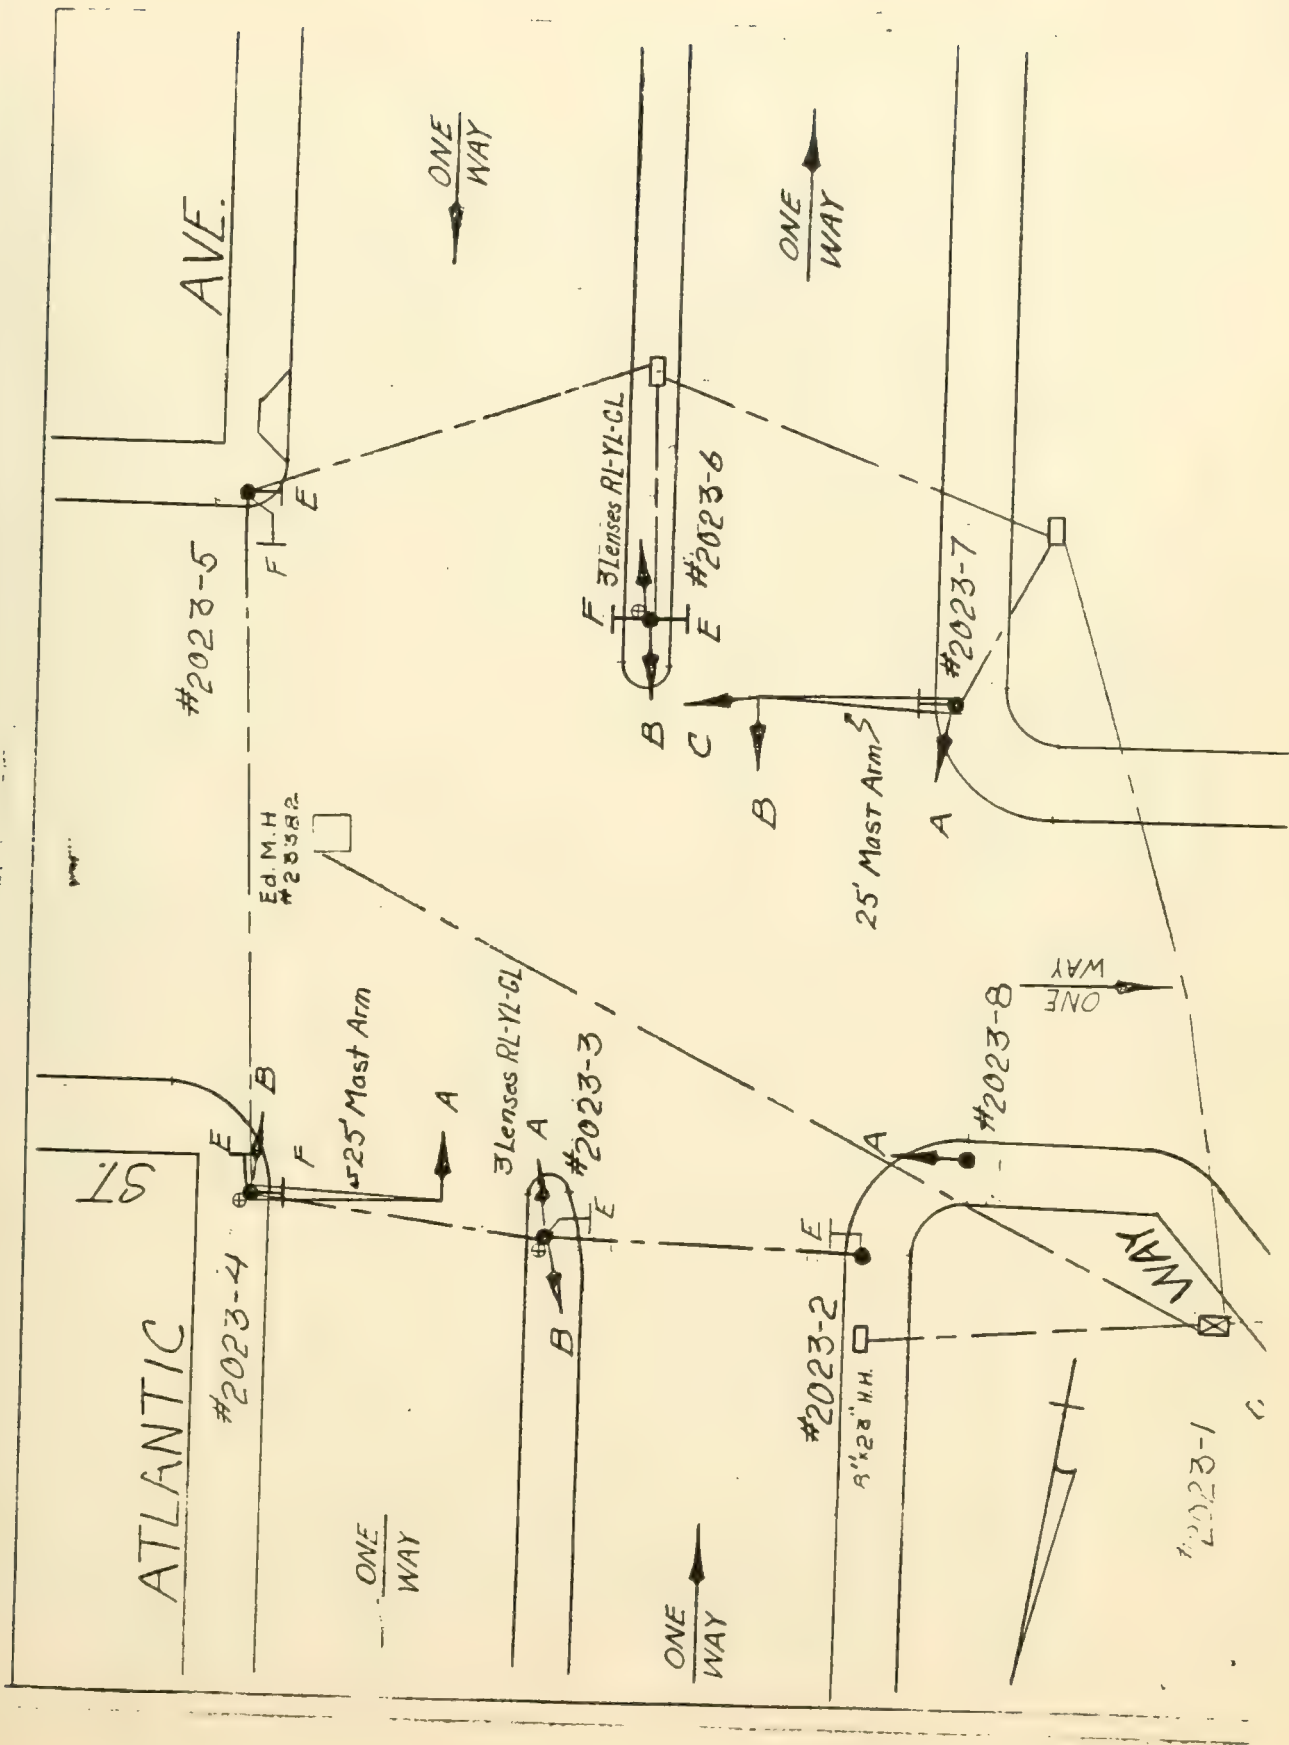 ATLANTIC
AVE.
ST.
WAY
ONE
WAY
ONE
WAY
ONE
WAY
ONE
WAY
ONE
WAY
#2023-4
#2023-5
E
F
B
25' Mast Arm
A
Ed. M.H
E
F
3 Lenses RL-YL-GL
A
#2023-3
B
E
F
3 Lenses RL-YL-GL
#2023-6
E
B
C
B
A
25' Mast Arm
#2023-7
#2023-2
E
A
#2023-8
H.H.
2023-1